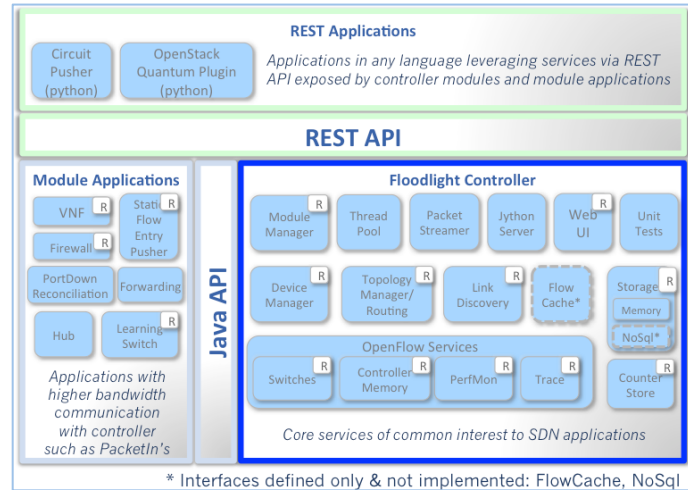 REST Applications
Circuit
Pusher
(python)
OpenStack
Quantum Plugin
(python)
Applications in any language leveraging services via REST
API exposed by controller modules and module applications
REST API
Module Applications
VNF
R
Static
Flow
Entry
Pusher
R
Firewall
R
PortDown
Reconciliation
Forwarding
Hub
Learning
Switch
R
Applications with
higher bandwidth
communication
with controller
such as PacketIn's
Java API
Floodlight Controller
Module
Manager
R
Thread
Pool
Packet
Streamer
Jython
Server
Web
UI
R
Unit
Tests
Device
Manager
R
Topology
Manager/
Routing
R
Link
Discovery
R
Flow
Cache*
R
Storage
R
Memory
NoSql*
OpenFlow Services
Switches
R
Controller
Memory
R
PerfMon
R
Trace
R
Counter
Store
R
Core services of common interest to SDN applications
* Interfaces defined only & not implemented: FlowCache, NoSql